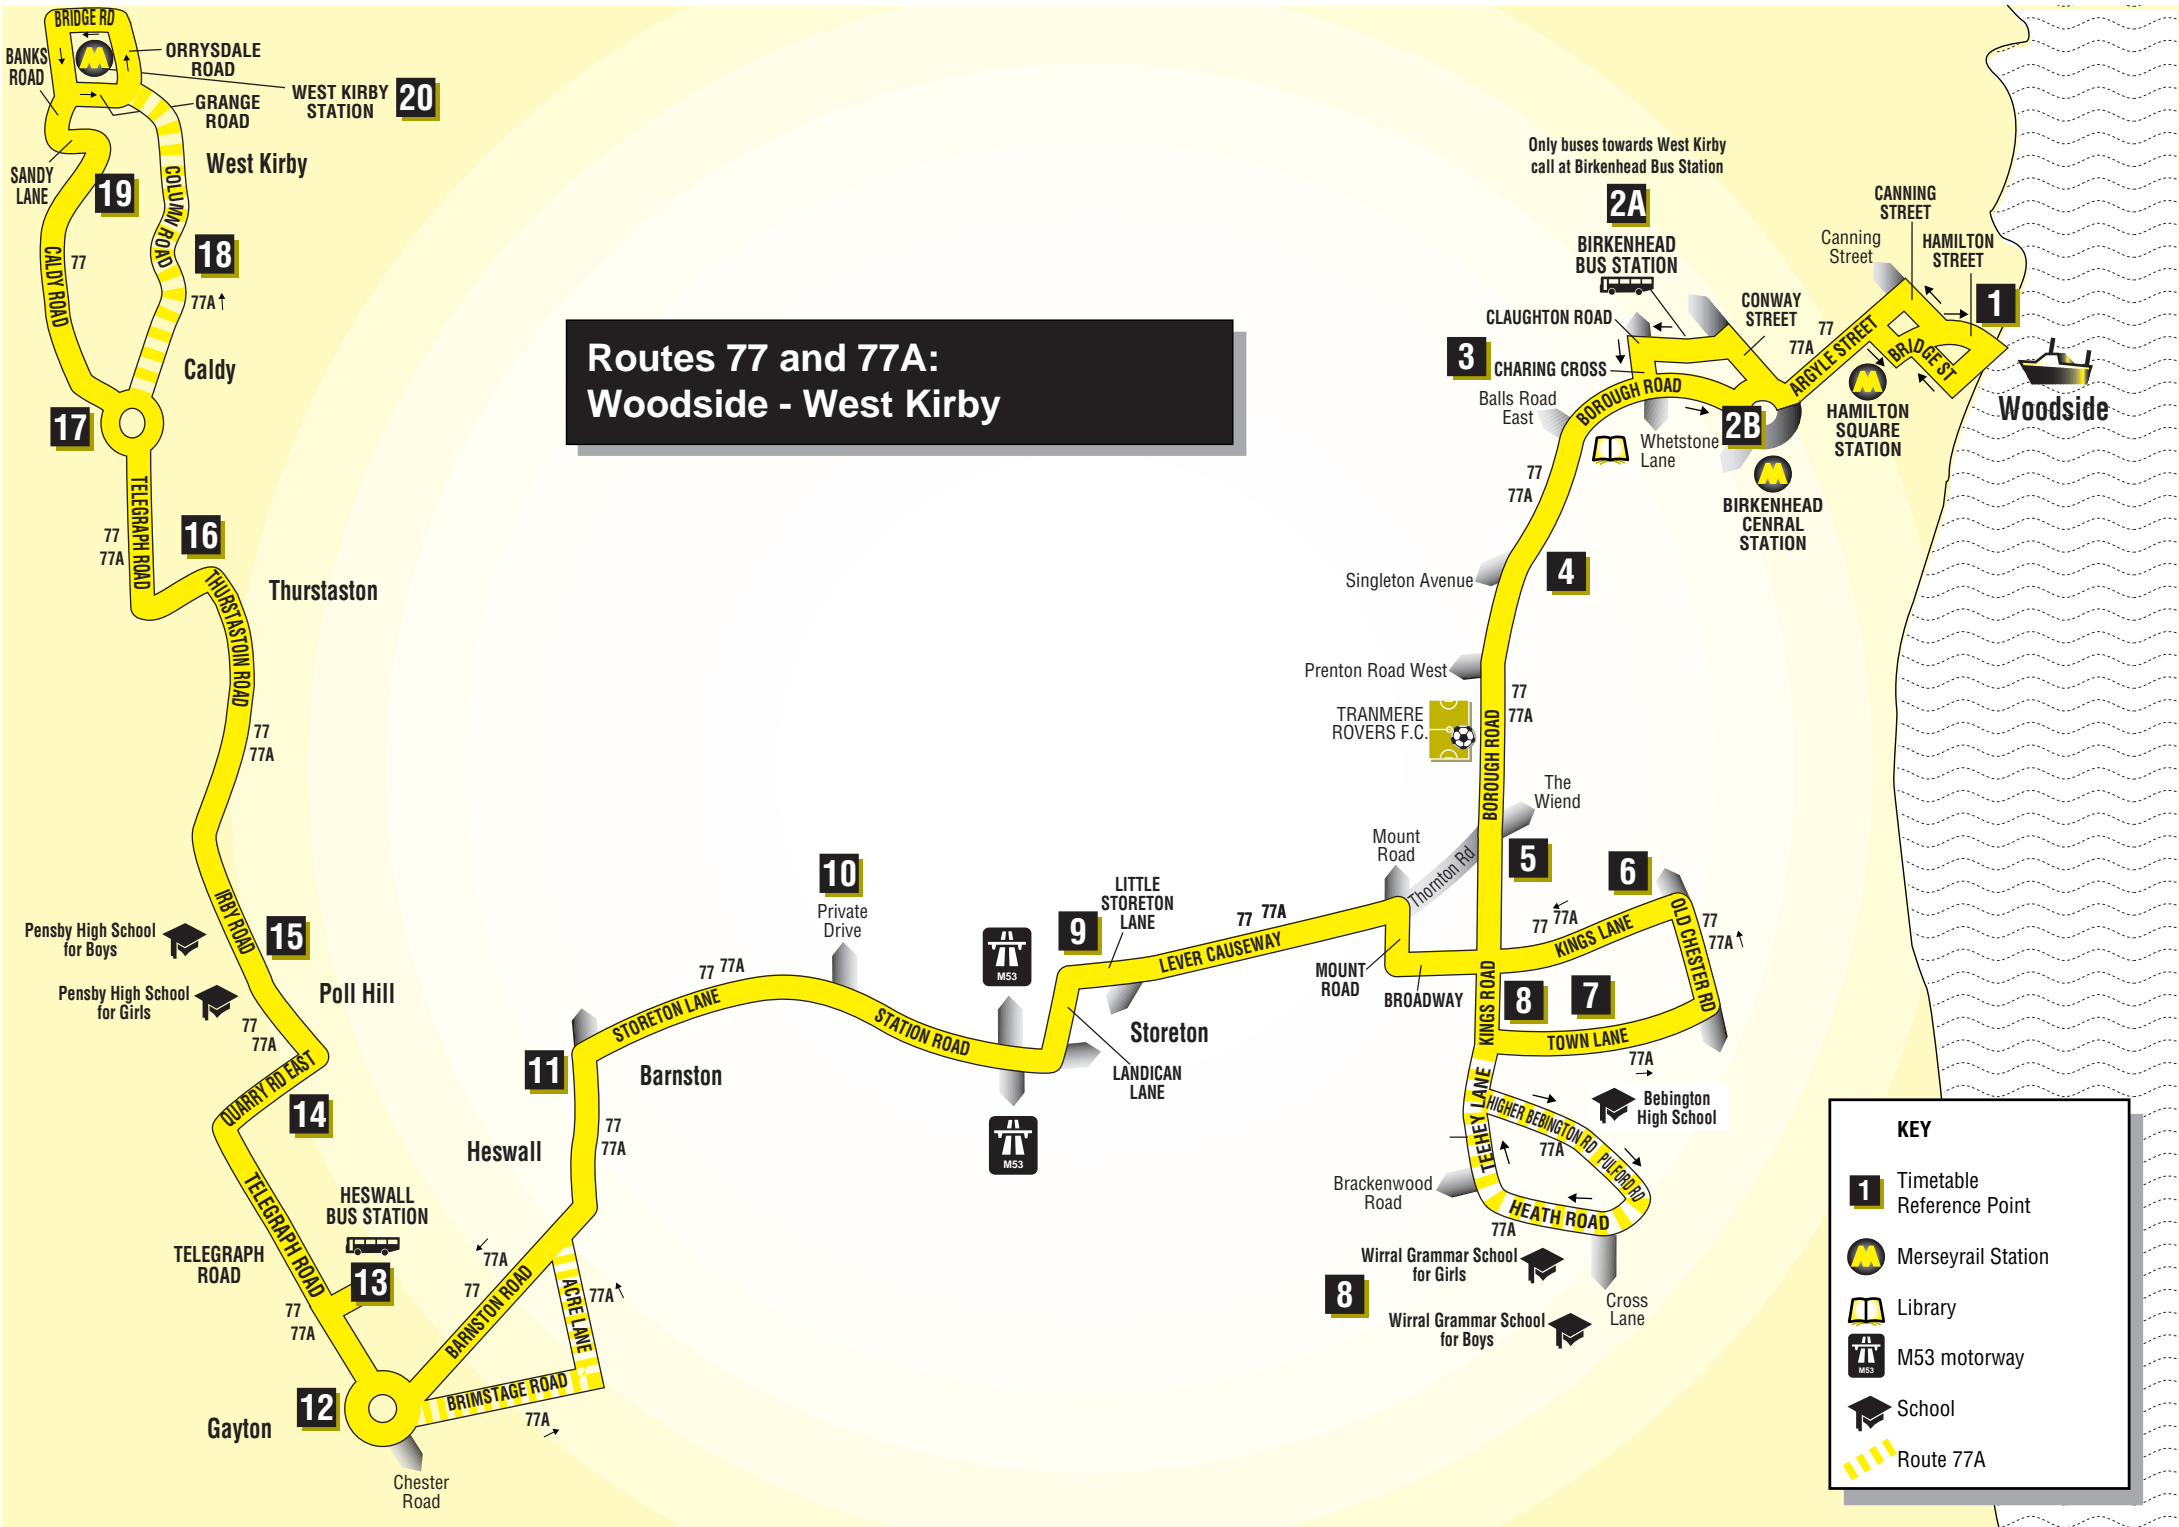 BRIDGE RD
BANKS
ROAD
ORRYSDALE
ROAD
WEST KIRBY
STATION
20
GRANGE
ROAD
West Kirby
SANDY
LANE
19
COLUMN ROAD
18
CALDY ROAD
77
77A
Caldy
17
TELEGRAPH ROAD
77
77A
16
Thurstaston
THURSTASTOIN ROAD
77
77A
IRBY ROAD
Pensby High School
for Boys
15
Pensby High School
for Girls
Poll Hill
77
77A
QUARRY RD EAST
14
TELEGRAPH ROAD
HESWALL
BUS STATION
13
TELEGRAPH
ROAD
77
77A
12
Gayton
Chester
Road
BRIMSTAGE ROAD
77A
ACRE LANE
77A
BARNSTON ROAD
77A
77
Heswall
77
77A
11
Barnston
STORETON LANE
77 77A
10
Private
Drive
STATION ROAD
M53
M53
9
LITTLE
STORETON
LANE
Storeton
LANDICAN
LANE
LEVER CAUSEWAY
77 77A
Routes 77 and 77A:
Woodside - West Kirby
Only buses towards West Kirby
call at Birkenhead Bus Station
2A
BIRKENHEAD
BUS STATION
CLAUGHTON ROAD
3
CHARING CROSS
Balls Road
East
BOROUGH ROAD
Whetstone
Lane
2B
BIRKENHEAD
CENRAL
STATION
CONWAY
STREET
77
77A
ARGYLE STREET
Canning
Street
CANNING
STREET
HAMILTON
STREET
1
BRIDGE ST
HAMILTON
SQUARE
STATION
Woodside
77
77A
4
Singleton Avenue
Prenton Road West
TRANMERE
ROVERS F.C.
77
77A
BOROUGH ROAD
The
Wiend
Mount
Road
Thornton Rd
5
6
77 77A
KINGS LANE
OLD CHESTER RD
77
77A
MOUNT
ROAD
BROADWAY
KINGS ROAD
8
7
TOWN LANE
77A
TEEHEY LANE
HIGHER BEBINGTON RD
77A
PULFORD RD
Bebington
High School
Brackenwood
Road
HEATH ROAD
77A
Wirral Grammar School
for Girls
8
Wirral Grammar School
for Boys
Cross
Lane
KEY
1
Timetable
Reference Point
Merseyrail Station
Library
M53
M53 motorway
School
Route 77A